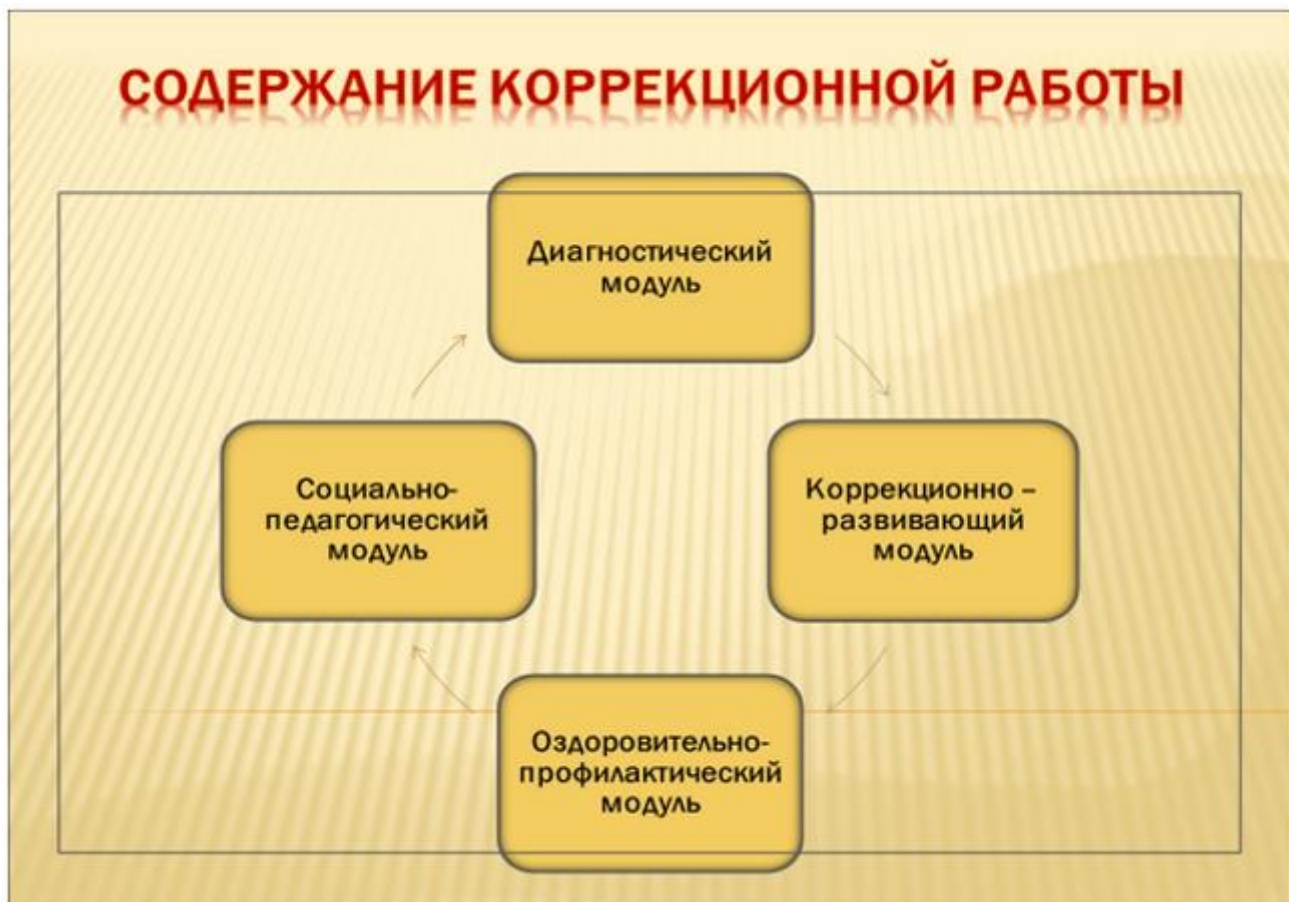 СОДЕРЖАНИЕ КОРРЕКЦИОННОЙ РАБОТЫ
Диагностический
модуль
Социально-
педагогический
модуль
Коррекционно –
развивающий
модуль
Оздоровительно-
профилактический
модуль